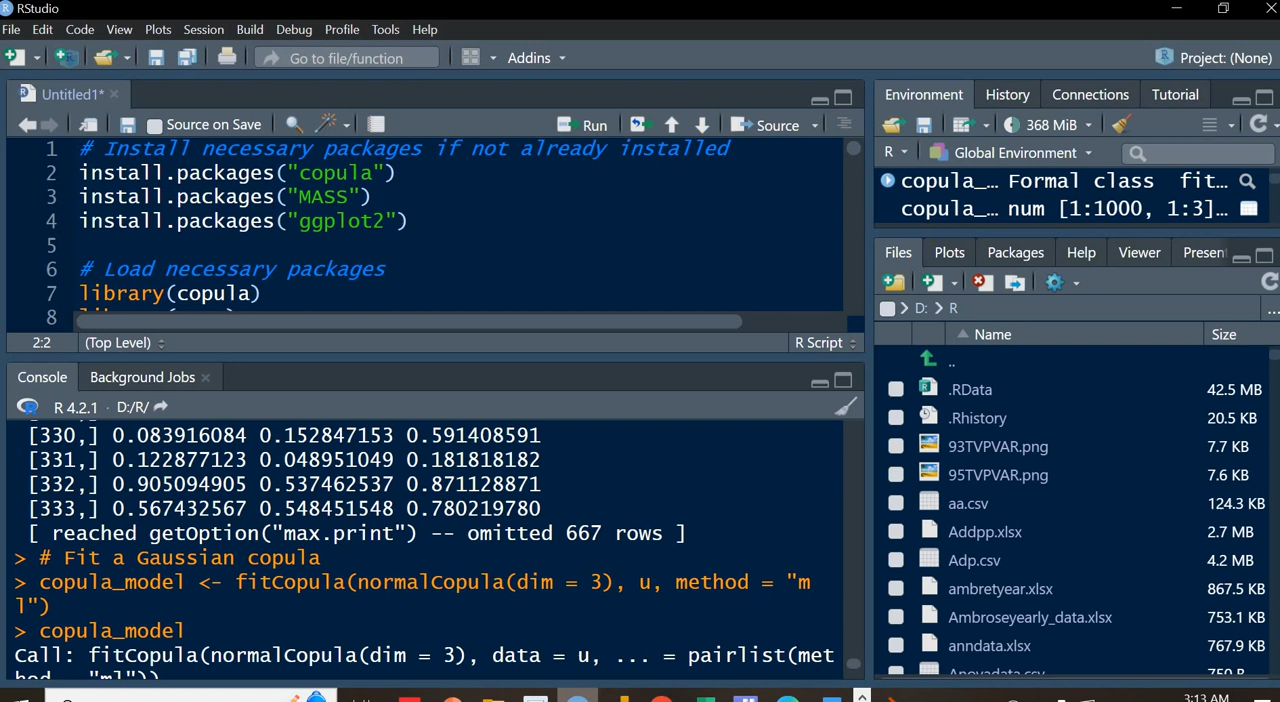 RStudio
File Edit Code View Plots Session Build Debug Profile Tools Help
Go to file/function Addins Project: (None)
Untitled1*
Source on Save Run Source
1 # Install necessary packages if not already installed
2 install.packages("copula")
3 install.packages("MASS")
4 install.packages("ggplot2")
5
6 # Load necessary packages
7 library(copula)
8
2:2 (Top Level) R Script
Console Background Jobs
R 4.2.1 · D:/R/
[330,] 0.083916084 0.152847153 0.591408591
[331,] 0.122877123 0.048951049 0.181818182
[332,] 0.905094905 0.537462537 0.871128871
[333,] 0.567432567 0.548451548 0.780219780
[ reached getOption("max.print") -- omitted 667 rows ]
> # Fit a Gaussian copula
> copula_model <- fitCopula(normalCopula(dim = 3), u, method = "m
l")
> copula_model
Call: fitCopula(normalCopula(dim = 3), data = u, ... = pairlist(met
hod = "ml"))
Environment History Connections Tutorial
368 MiB
R Global Environment
copula_… Formal class fit…
copula_… num [1:1000, 1:3]…
Files Plots Packages Help Viewer Presen
D: R ...
Name Size
..
.RData 42.5 MB
.Rhistory 20.5 KB
93TVPVAR.png 7.7 KB
95TVPVAR.png 7.6 KB
aa.csv 124.3 KB
Addpp.xlsx 2.7 MB
Adp.csv 4.2 MB
ambretyear.xlsx 867.5 KB
Ambroseyearly_data.xlsx 753.1 KB
anndata.xlsx 767.9 KB
Anovadata.csv 750 B
3:13 AM